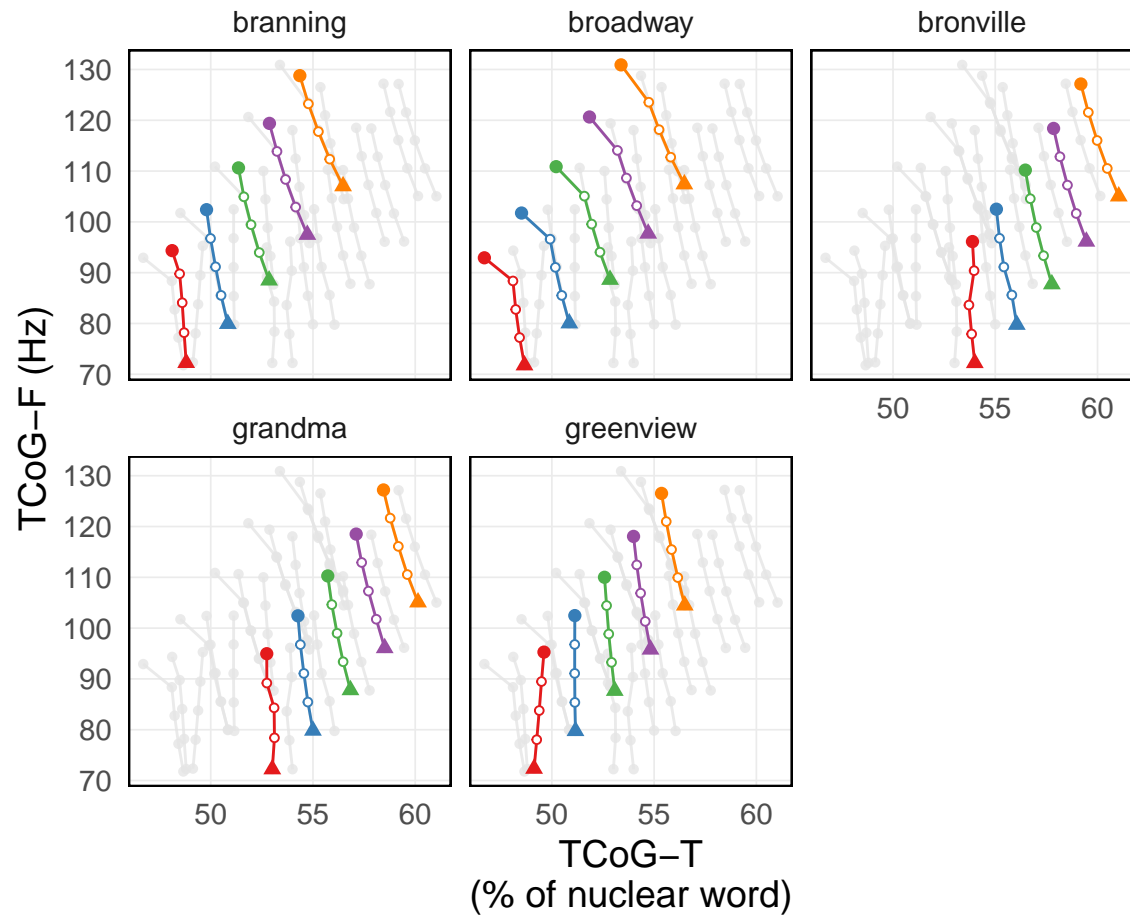 branning
broadway
bronville
130
120
110
100
90
80
70
50
55
60
grandma
greenview
130
120
110
100
90
80
70
50
55
60
50
55
60
TCoG−F (Hz)
TCoG−T
(% of nuclear word)